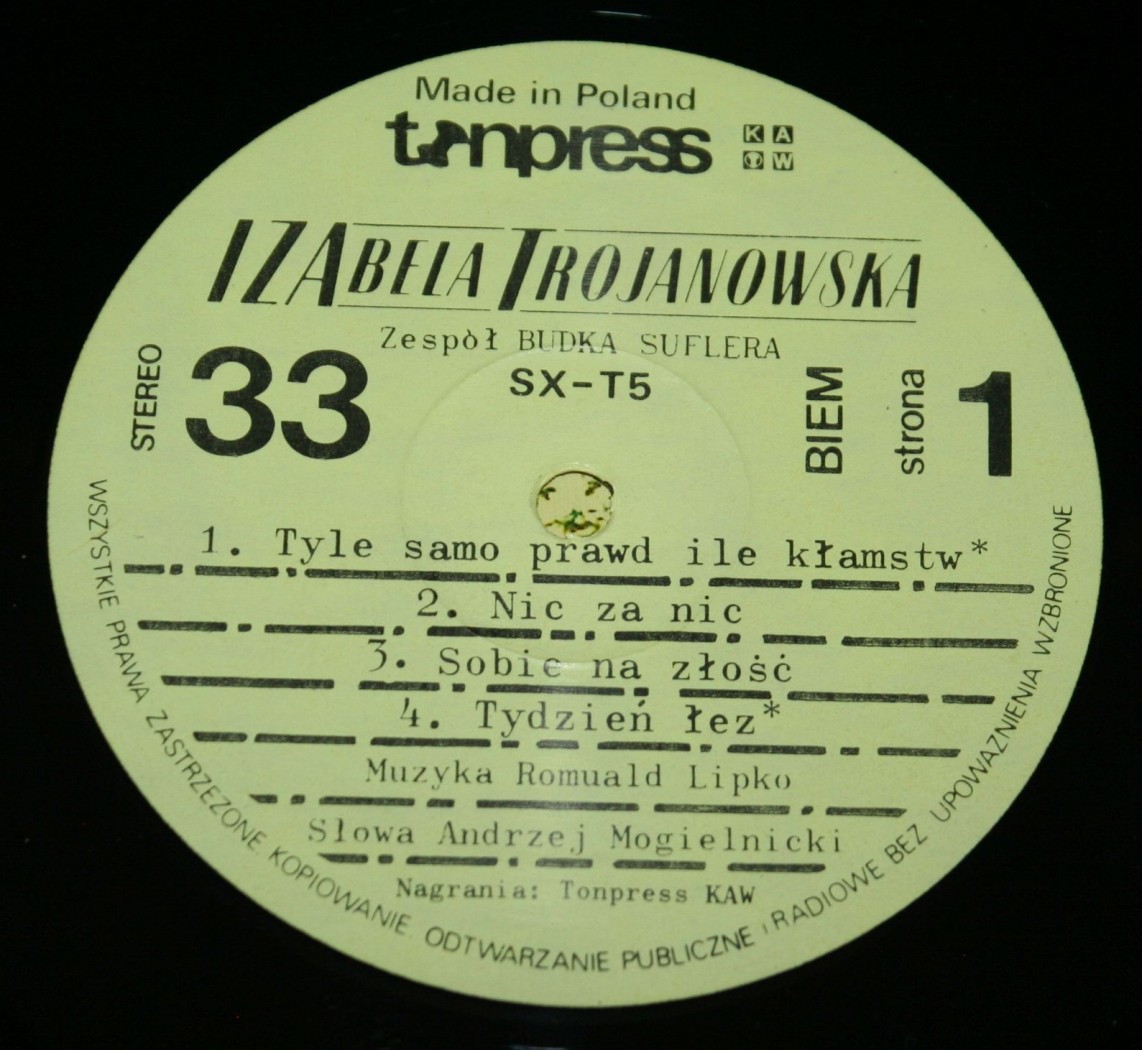 Made in Poland
tonpress KAW
IZABELA TROJANOWSKA
Zespòł BUDKA SUFLERA
SX-T5
STEREO
33
BIEM
strona
1
1. Tyle samo prawd ile kłamstw*
2. Nic za nic
3. Sobie na złość
4. Tydzień łez*
Muzyka Romuald Lipko
Słowa Andrzej Mogielnicki
Nagrania: Tonpress KAW
WSZYSTKIE PRAWA ZASTRZEŻONE. KOPIOWANIE. ODTWARZANIE PUBLICZNE i RADIOWE BEZ UPOWAŻNIENIA WZBRONIONE